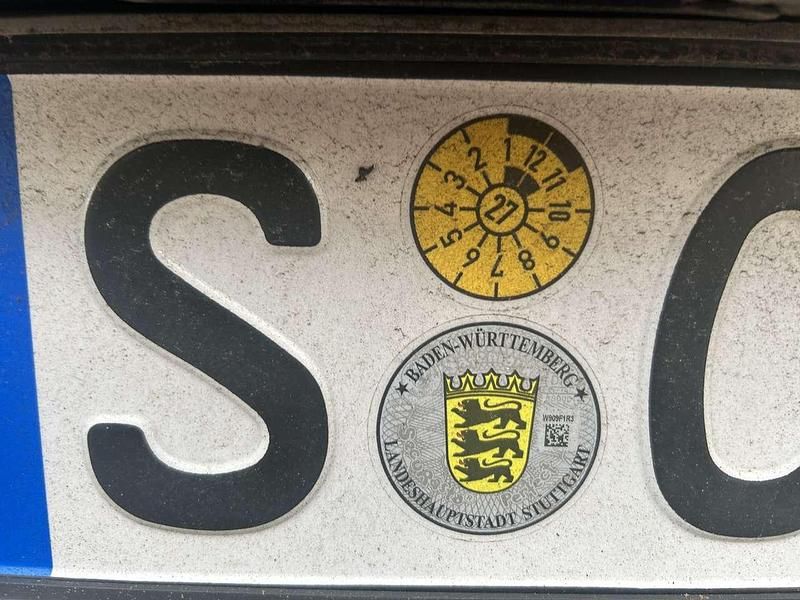 S
1 12 11 10 9 8 7 6 5 4 3 2
27
BADEN-WÜRTTEMBERG
W909F1R3
LANDESHAUPTSTADT STUTTGART